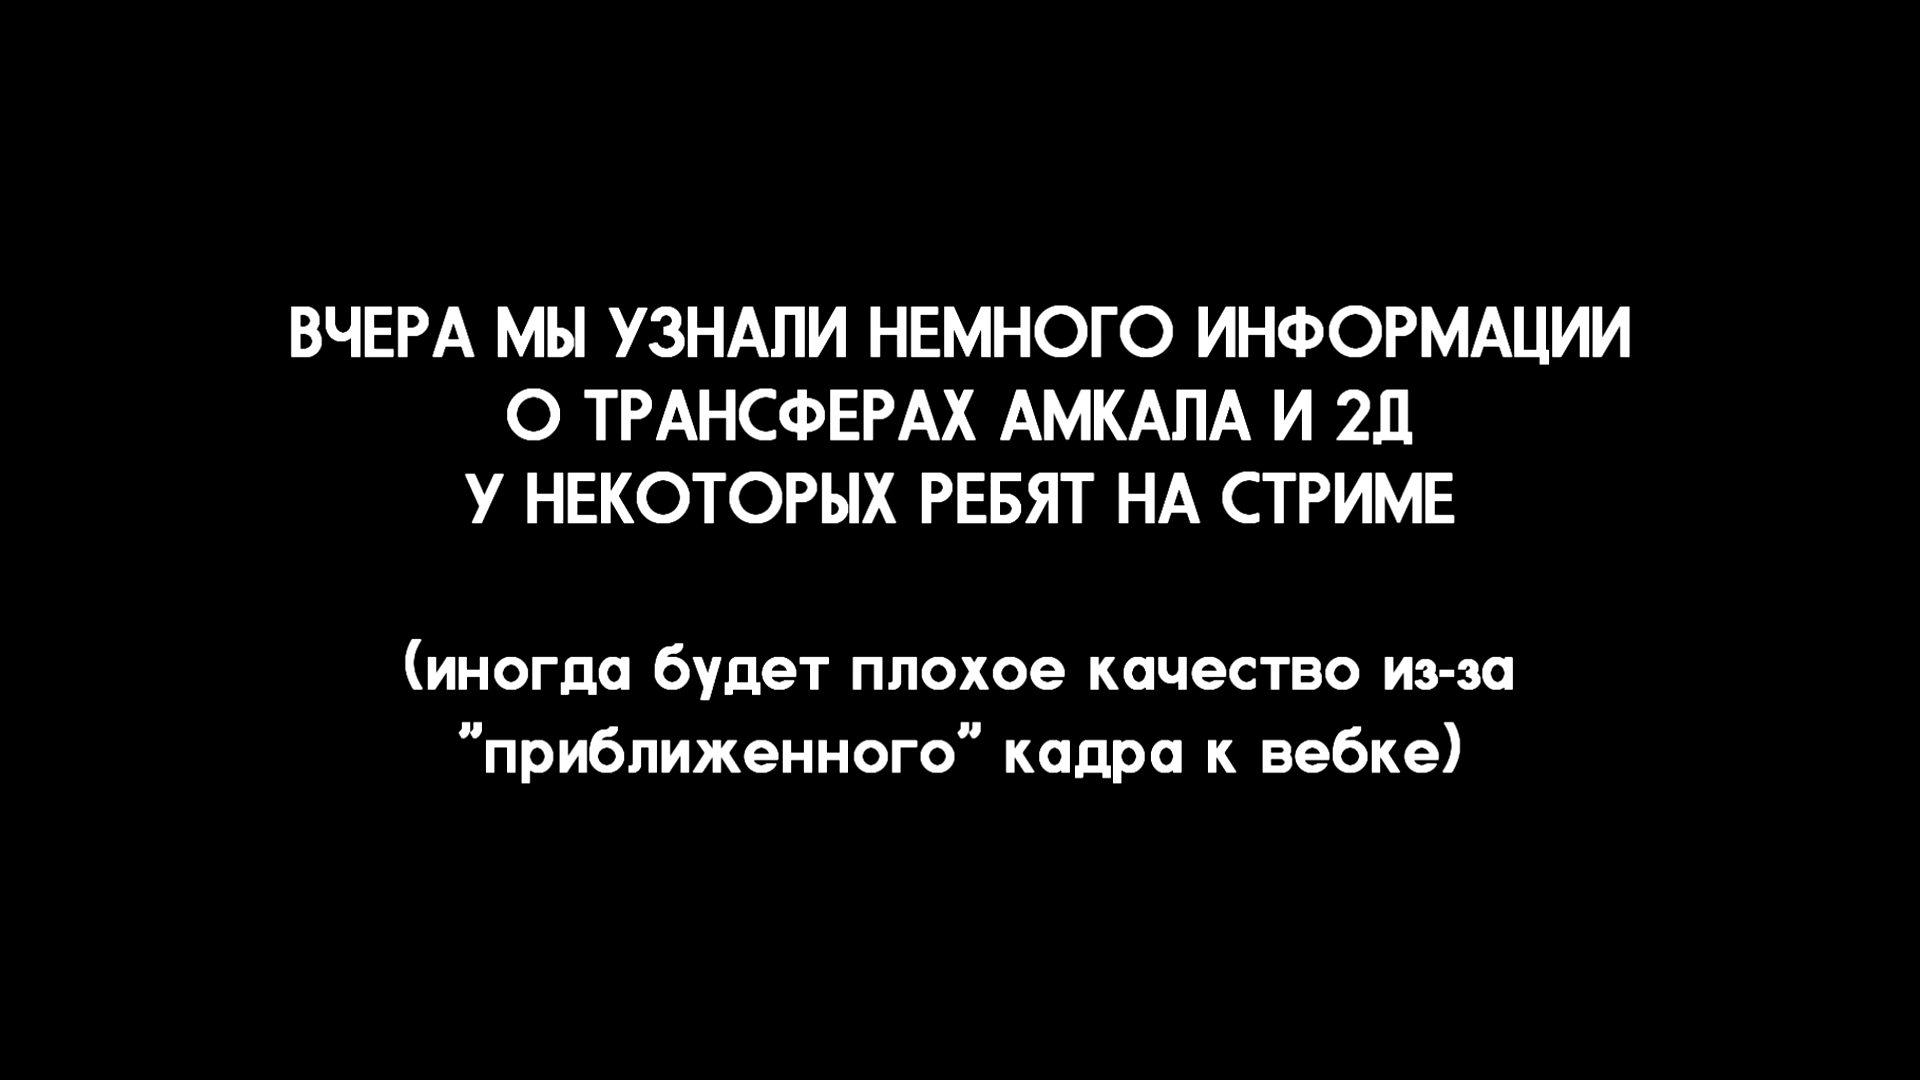 ВЧЕРА МЫ УЗНАЛИ НЕМНОГО ИНФОРМАЦИИ
О ТРАНСФЕРАХ АМКАЛА И 2Д
У НЕКОТОРЫХ РЕБЯТ НА СТРИМЕ
(иногда будет плохое качество из-за
"приближенного" кадра к вебке)